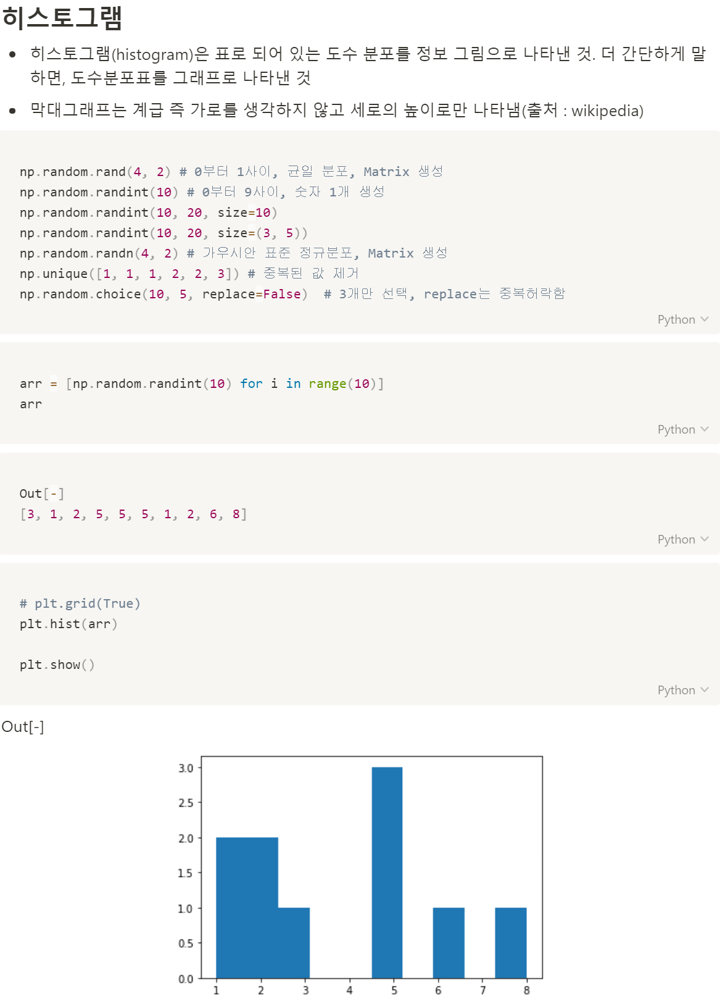 히스토그램
• 히스토그램(histogram)은 표로 되어 있는 도수 분포를 정보 그림으로 나타낸 것. 더 간단하게 말
하면, 도수분포표를 그래프로 나타낸 것
• 막대그래프는 계급 즉 가로를 생각하지 않고 세로의 높이로만 나타냄(출처 : wikipedia)
np.random.rand(4, 2) # 0부터 1사이, 균일 분포, Matrix 생성
np.random.randint(10) # 0부터 9사이, 숫자 1개 생성
np.random.randint(10, 20, size=10)
np.random.randint(10, 20, size=(3, 5))
np.random.randn(4, 2) # 가우시안 표준 정규분포, Matrix 생성
np.unique([1, 1, 1, 2, 2, 3]) # 중복된 값 제거
np.random.choice(10, 5, replace=False)  # 3개만 선택, replace는 중복허락함
Python
arr = [np.random.randint(10) for i in range(10)]
arr
Python
Out[-]
[3, 1, 2, 5, 5, 5, 1, 2, 6, 8]
Python
# plt.grid(True)
plt.hist(arr)
plt.show()
Python
Out[-]
3.0
2.5
2.0
1.5
1.0
0.5
0.0
1 2 3 4 5 6 7 8